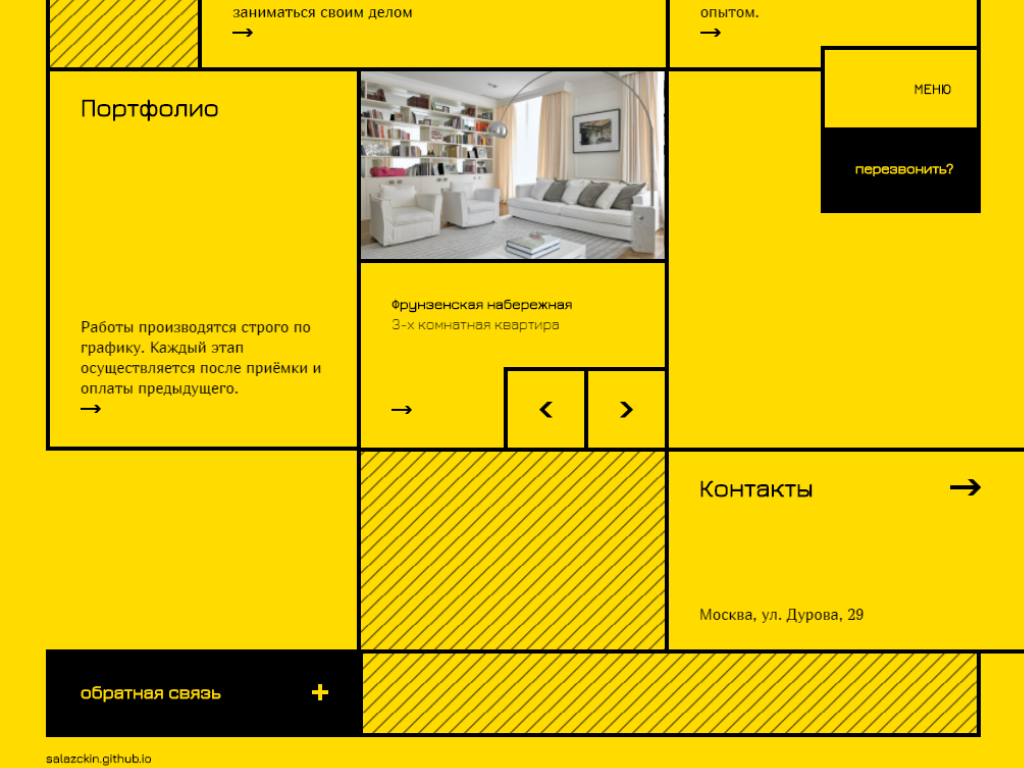 заниматься своим делом
опытом.
МЕНЮ
перезвонить?
Портфолио
Работы производятся строго по
графику. Каждый этап
осуществляется после приёмки и
оплаты предыдущего.
Фрунзенская набережная
3-х комнатная квартира
Контакты
Москва, ул. Дурова, 29
обратная связь
salazckin.github.io